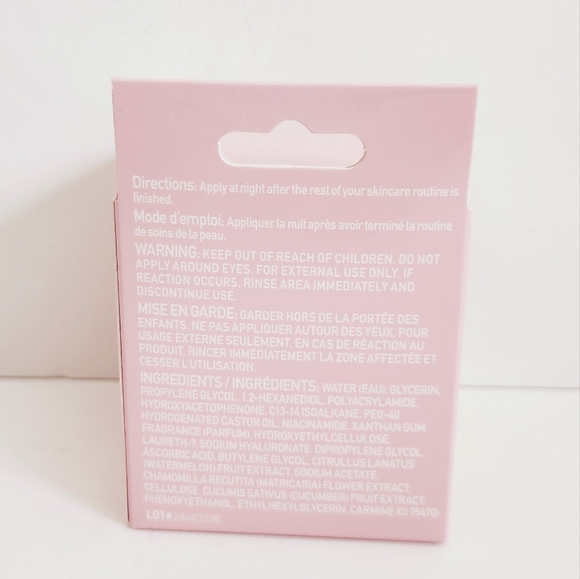 Directions: Apply at night after the rest of your skincare routine is
finished.
Mode d'emploi: Appliquer la nuit après avoir terminé la routine
de soins de la peau.
WARNING: KEEP OUT OF REACH OF CHILDREN. DO NOT
APPLY AROUND EYES. FOR EXTERNAL USE ONLY. IF
REACTION OCCURS, RINSE AREA IMMEDIATELY AND
DISCONTINUE USE.
MISE EN GARDE: GARDER HORS DE LA PORTÉE DES
ENFANTS. NE PAS APPLIQUER AUTOUR DES YEUX. POUR
USAGE EXTERNE SEULEMENT. EN CAS DE RÉACTION AU
PRODUIT, RINCER IMMÉDIATEMENT LA ZONE AFFECTÉE ET
CESSER L'UTILISATION.
INGREDIENTS / INGRÉDIENTS: WATER (EAU), GLYCERIN,
PROPYLENE GLYCOL, 1,2-HEXANEDIOL, POLYACRYLAMIDE,
HYDROXYACETOPHENONE, C13-14 ISOALKANE, PEG-40
HYDROGENATED CASTOR OIL, NIACINAMIDE, XANTHAN GUM,
FRAGRANCE (PARFUM), HYDROXYETHYLCELLULOSE,
LAURETH-7, SODIUM HYALURONATE, DIPROPYLENE GLYCOL,
ASCORBIC ACID, BUTYLENE GLYCOL, CITRULLUS LANATUS
(WATERMELON) FRUIT EXTRACT, SODIUM ACETATE,
CHAMOMILLA RECUTITA (MATRICARIA) FLOWER EXTRACT,
CELLULOSE, CUCUMIS SATIVUS (CUCUMBER) FRUIT EXTRACT,
PHENOXYETHANOL, ETHYLHEXYLGLYCERIN, CARMINE (CI 75470)
LOT#